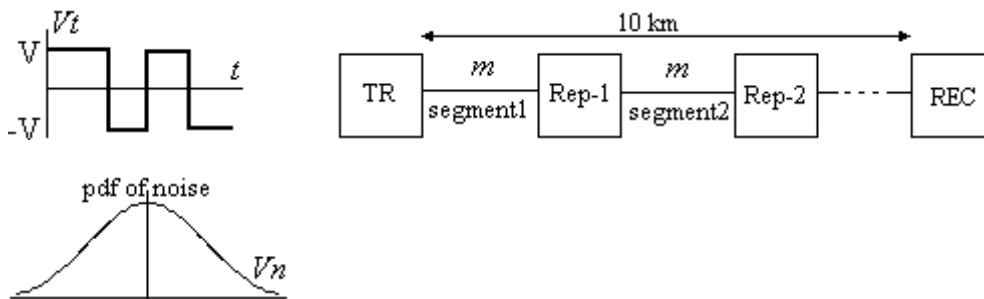 Vt
V
t
-V
10 km
TR
m
segment1
Rep-1
m
segment2
Rep-2
REC
pdf of noise
Vn